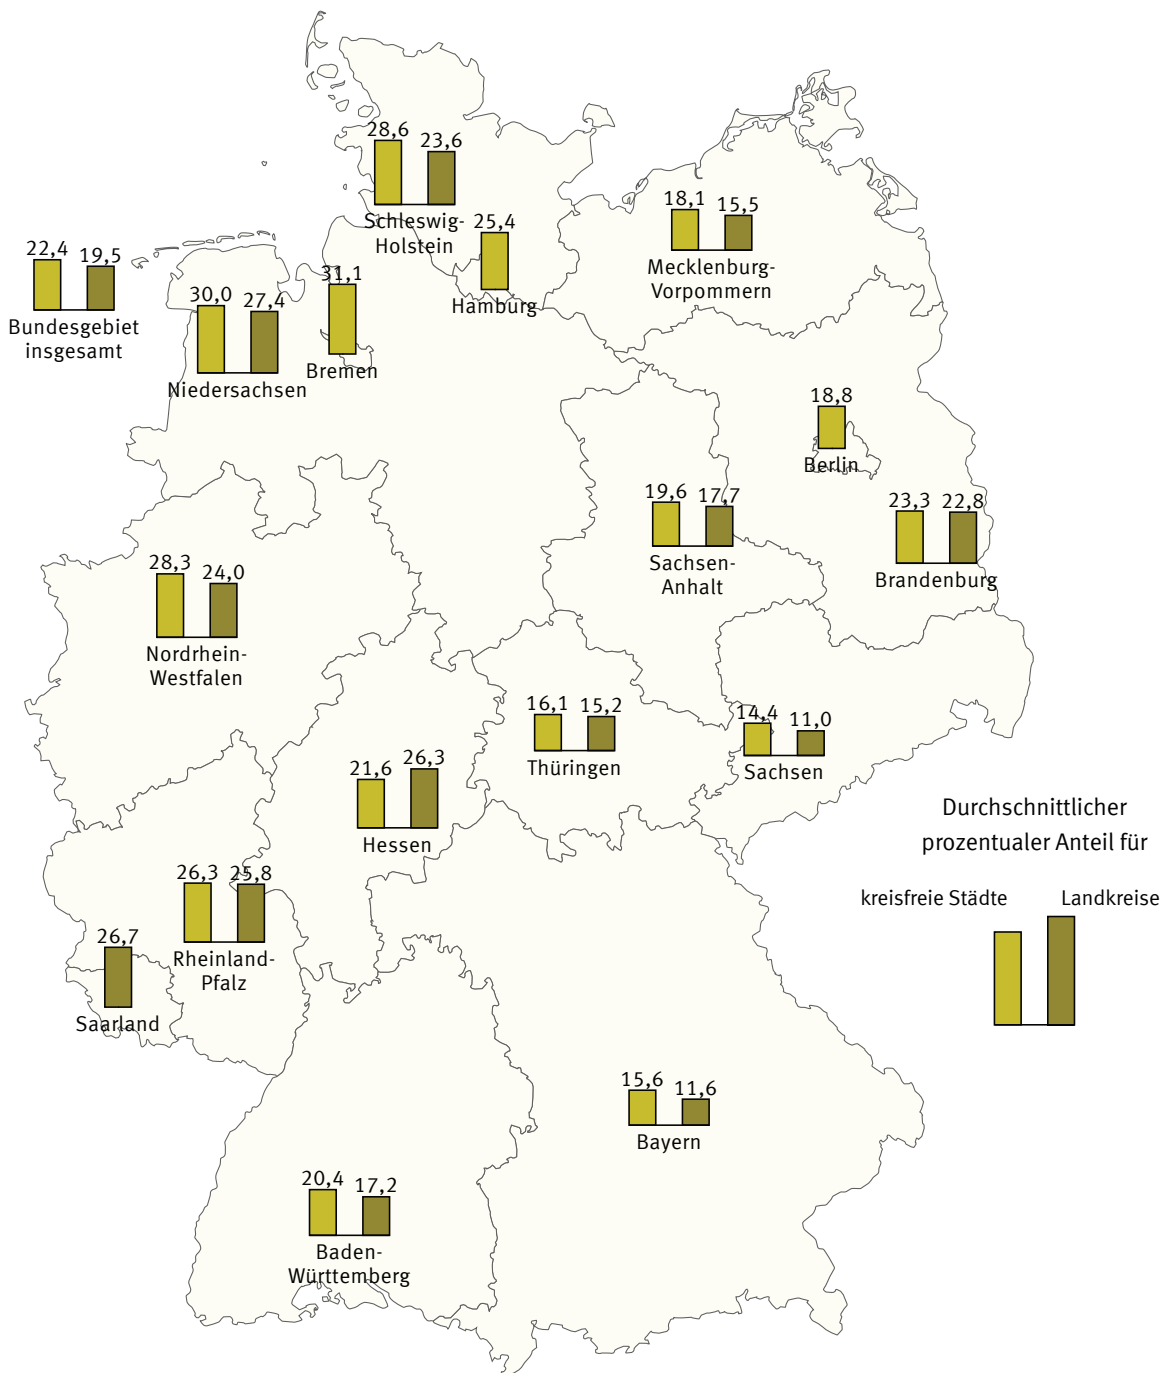 28,6 23,6
Schleswig-
Holstein
25,4
Hamburg
18,1 15,5
Mecklenburg-
Vorpommern
22,4 19,5
Bundesgebiet
insgesamt
30,0 27,4
Niedersachsen
31,1
Bremen
18,8
Berlin
19,6 17,7
Sachsen-
Anhalt
23,3 22,8
Brandenburg
28,3 24,0
Nordrhein-
Westfalen
16,1 15,2
Thüringen
14,4 11,0
Sachsen
21,6 26,3
Hessen
Durchschnittlicher
prozentualer Anteil für
kreisfreie Städte Landkreise
26,3 25,8
Rheinland-
Pfalz
26,7
Saarland
15,6 11,6
Bayern
20,4 17,2
Baden-
Württemberg